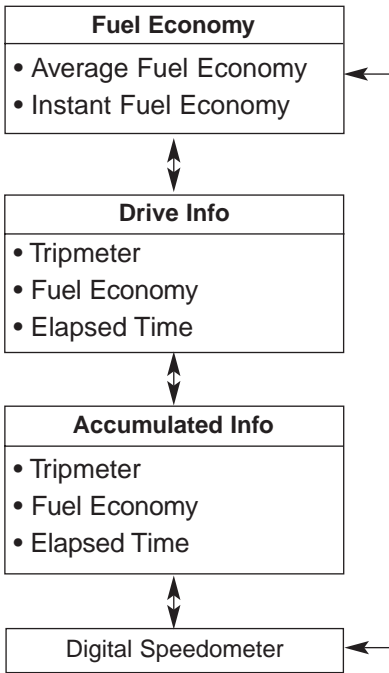 Fuel Economy
• Average Fuel Economy
• Instant Fuel Economy
Drive Info
• Tripmeter
• Fuel Economy
• Elapsed Time
Accumulated Info
• Tripmeter
• Fuel Economy
• Elapsed Time
Digital Speedometer